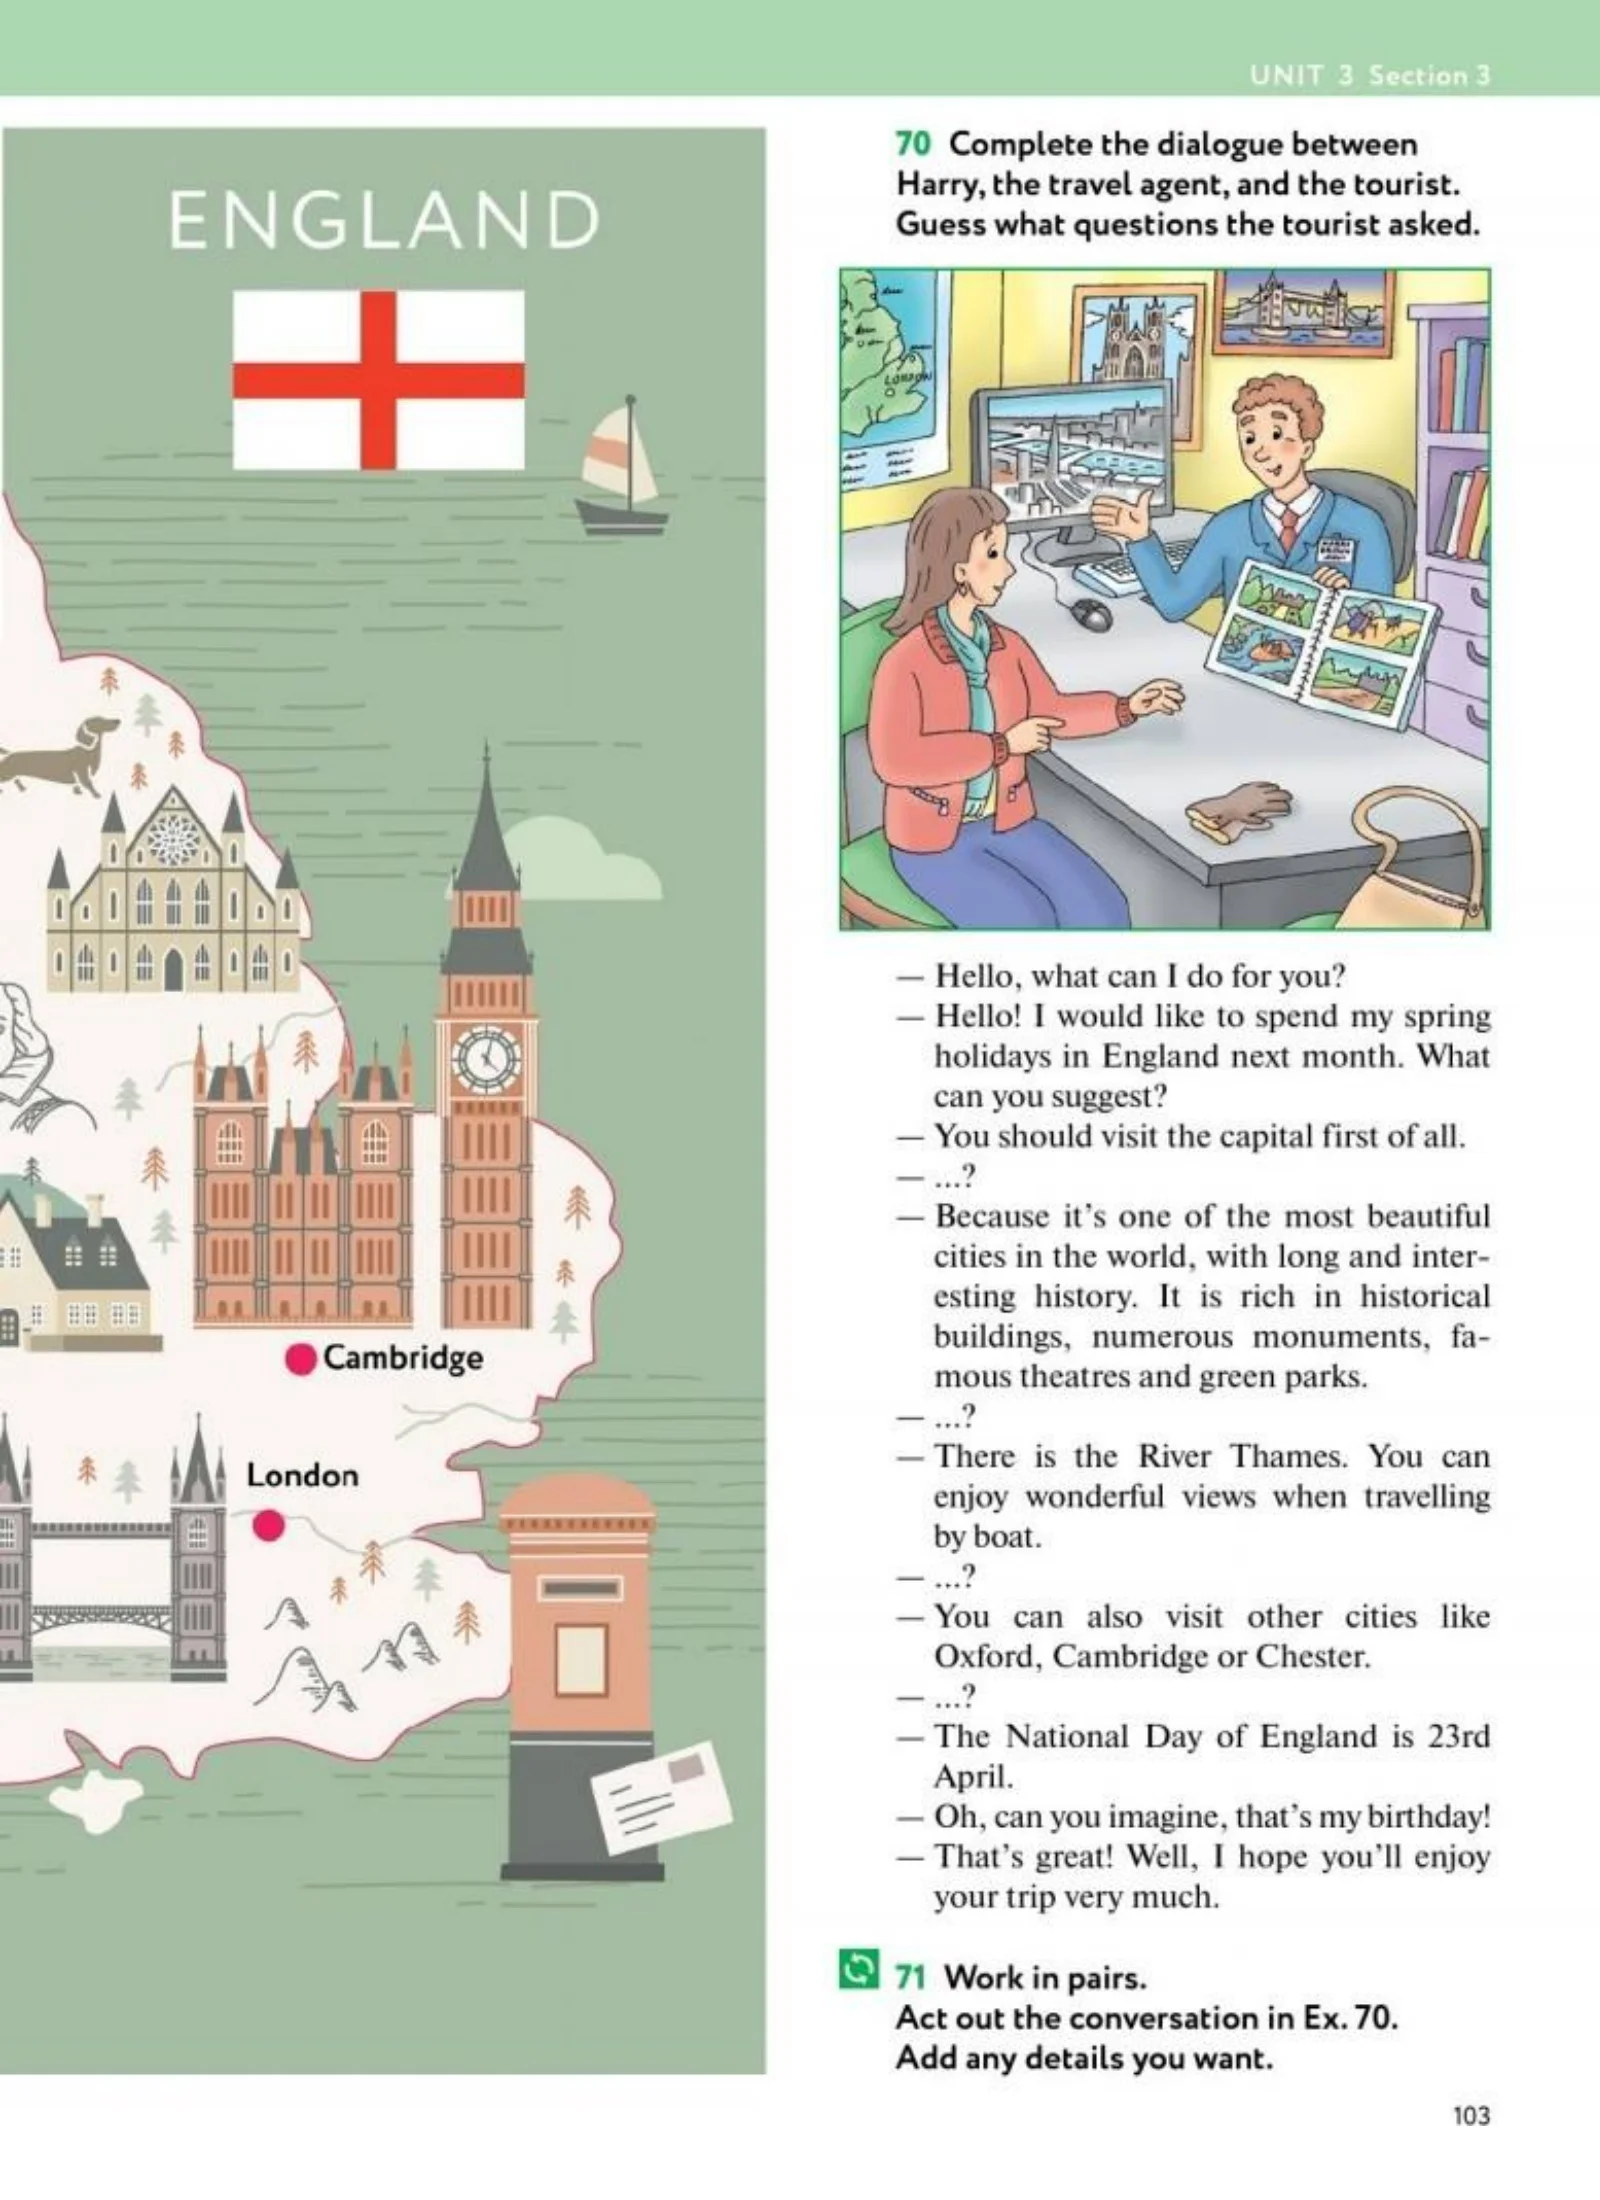 UNIT 3 Section 3
ENGLAND
Cambridge
London
70 Complete the dialogue between
Harry, the travel agent, and the tourist.
Guess what questions the tourist asked.
LONDON
— Hello, what can I do for you?
— Hello! I would like to spend my spring
holidays in England next month. What
can you suggest?
— You should visit the capital first of all.
— ...?
— Because it's one of the most beautiful
cities in the world, with long and inter-
esting history. It is rich in historical
buildings, numerous monuments, fa-
mous theatres and green parks.
— ...?
— There is the River Thames. You can
enjoy wonderful views when travelling
by boat.
— ...?
— You can also visit other cities like
Oxford, Cambridge or Chester.
— ...?
— The National Day of England is 23rd
April.
— Oh, can you imagine, that's my birthday!
— That's great! Well, I hope you'll enjoy
your trip very much.
71 Work in pairs.
Act out the conversation in Ex. 70.
Add any details you want.
103